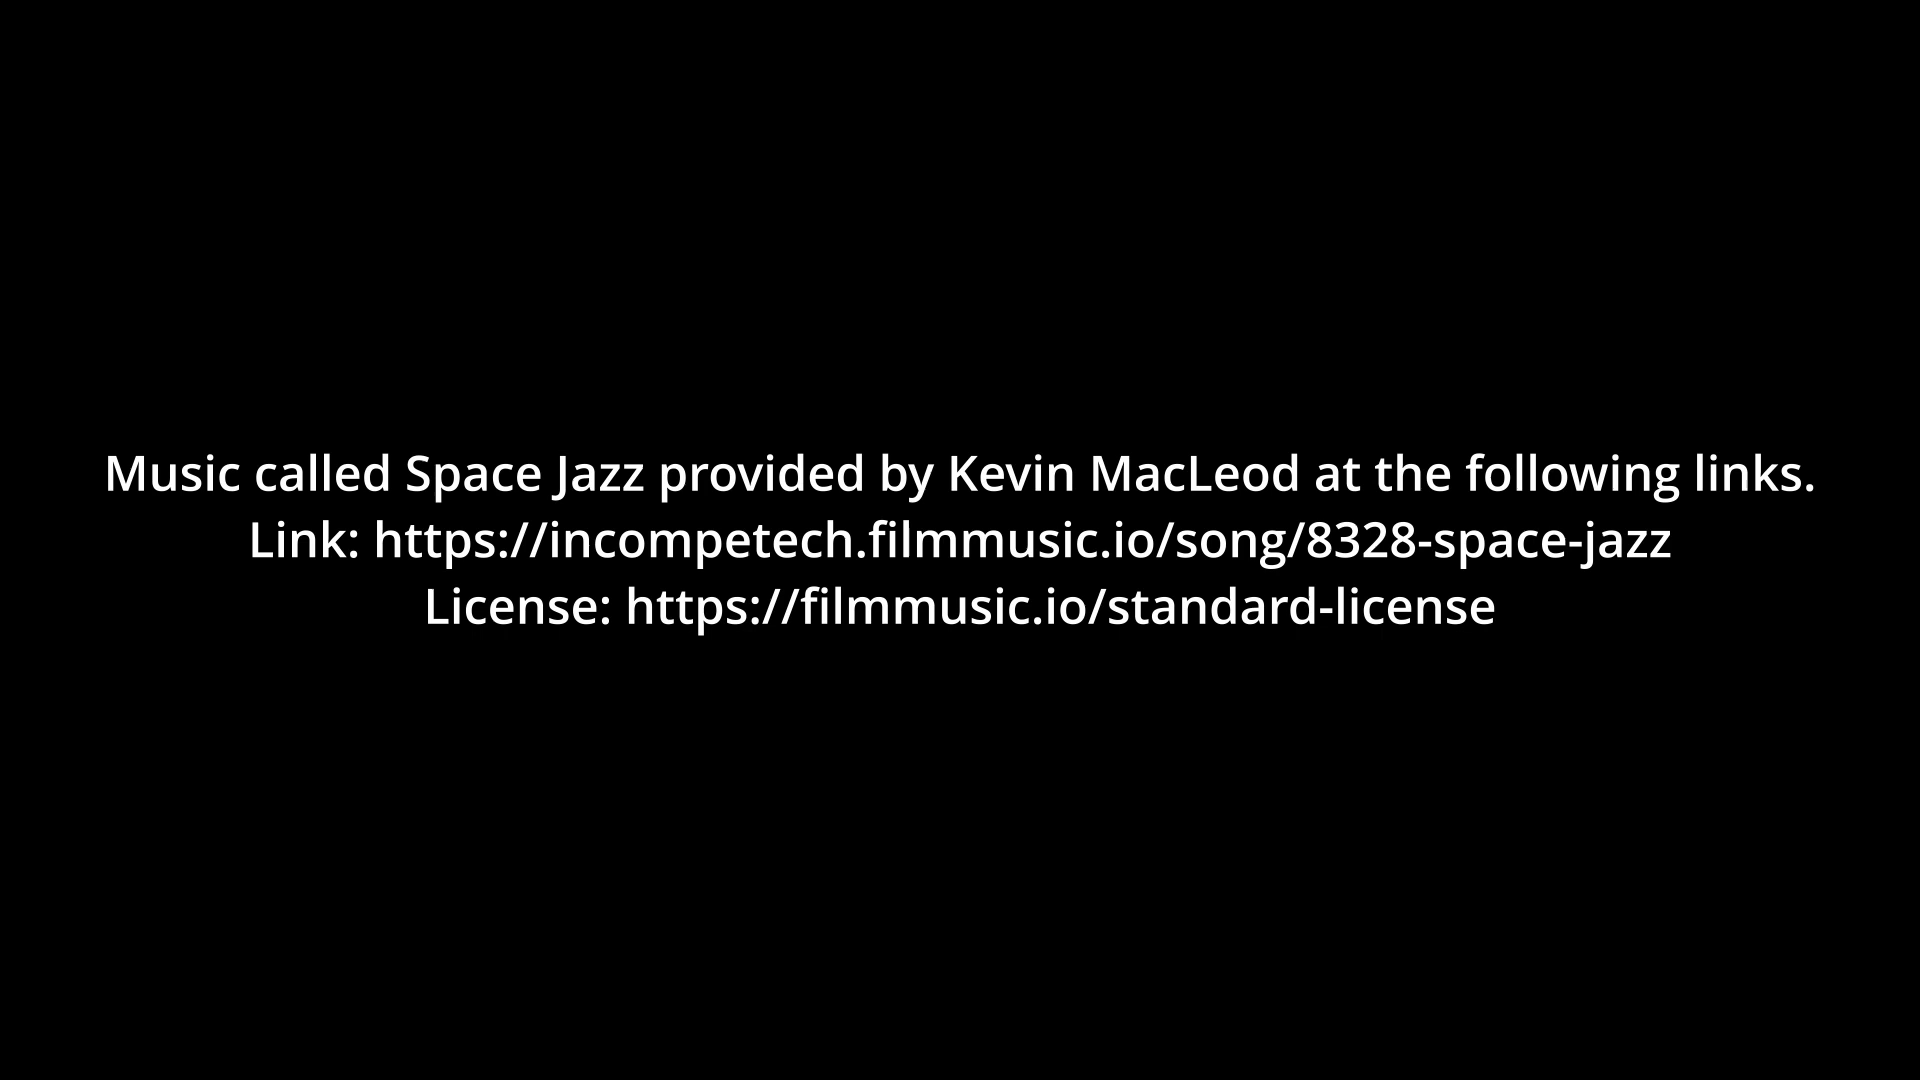 Music called Space Jazz provided by Kevin MacLeod at the following links.
Link: https://incompetech.filmmusic.io/song/8328-space-jazz
License: https://filmmusic.io/standard-license